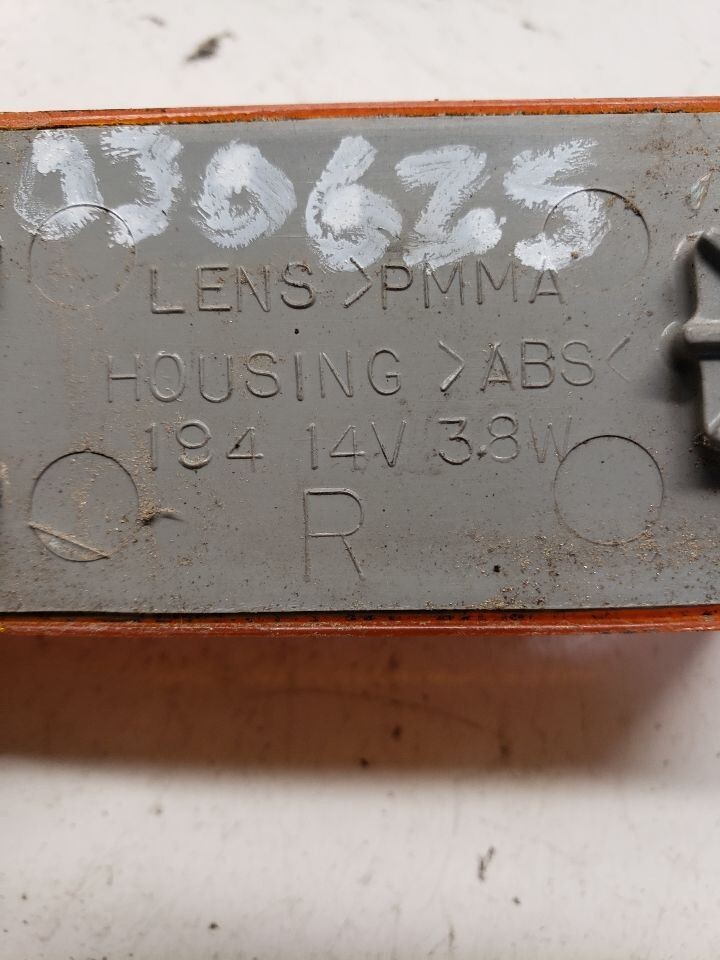 130625
LENS >PMMA
HOUSING >ABS<
194 14V 3.8W
R